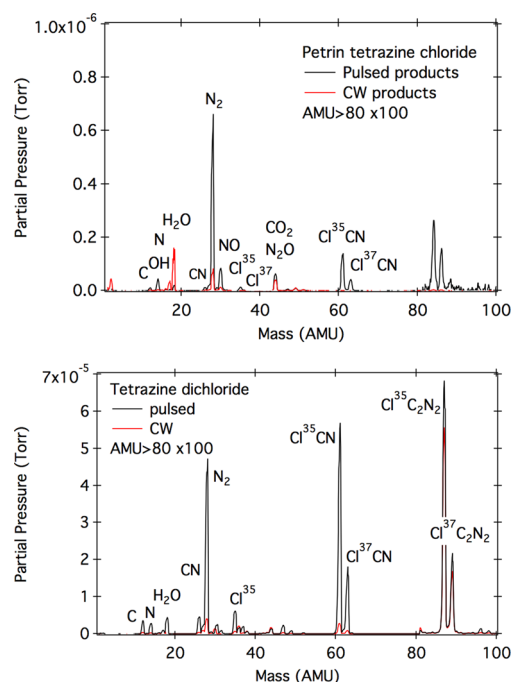 1.0x10⁻⁶
Petrin tetrazine chloride
Pulsed products
CW products
AMU>80 x100
Partial Pressure (Torr)
0.8
0.6
0.4
0.2
0.0
N₂
H₂O
N
OH
C
CN
NO
Cl³⁵
Cl³⁷
CO₂
N₂O
Cl³⁵CN
Cl³⁷CN
20 40 60 80 100
Mass (AMU)
7x10⁻⁵
Tetrazine dichloride
pulsed
CW
AMU>80 x100
Partial Pressure (Torr)
6
5
4
3
2
1
0
Cl³⁵C₂N₂
Cl³⁵CN
N₂
Cl³⁷C₂N₂
Cl³⁷CN
CN
H₂O
C
N
Cl³⁵
20 40 60 80 100
Mass (AMU)